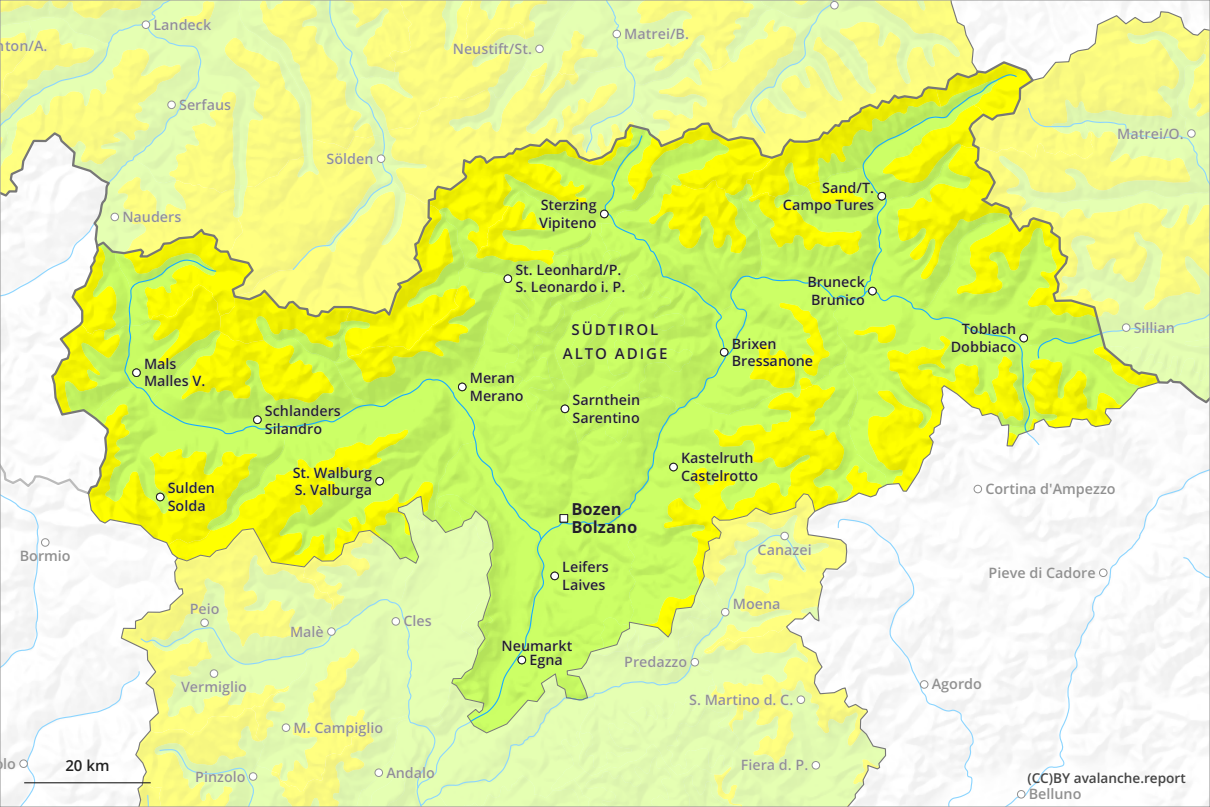 Landeck
nton/A.
Neustift/St.
Matrei/B.
Serfaus
Matrei/O.
Sölden
Sand/T.
Campo Tures
Nauders
Sterzing
Vipiteno
St. Leonhard/P.
S. Leonardo i. P.
Bruneck
Brunico
SÜDTIROL
ALTO ADIGE
Toblach
Dobbiaco
Sillian
Brixen
Bressanone
Mals
Malles V.
Meran
Merano
Sarnthein
Sarentino
Schlanders
Silandro
Kastelruth
Castelrotto
St. Walburg
S. Valburga
Sulden
Solda
Cortina d'Ampezzo
Bozen
Bolzano
Bormio
Canazei
Leifers
Laives
Pieve di Cadore
Peio
Moena
Cles
Malè
Neumarkt
Egna
Predazzo
Vermiglio
Agordo
S. Martino d. C.
M. Campiglio
olo
20 km
Pinzolo
Andalo
Fiera d. P.
(CC)BY avalanche.report
Belluno